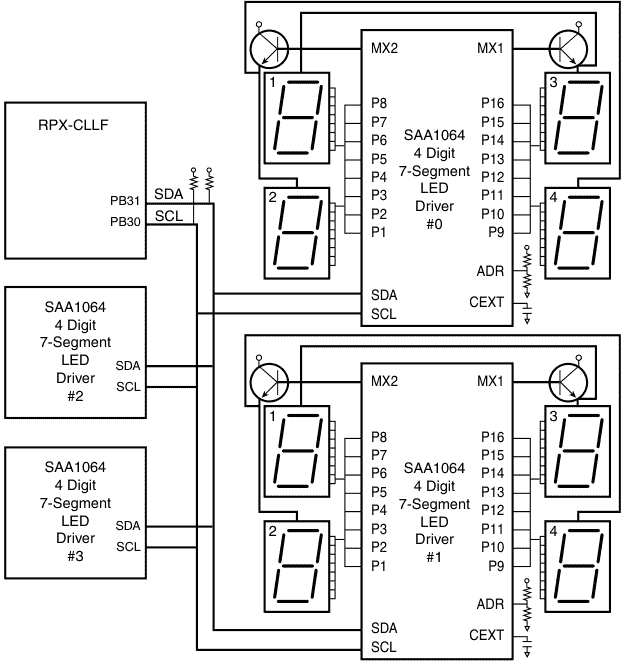 RPX-CLLF
PB31 SDA
PB30 SCL
MX2 MX1
1
3
P8 P16
P7 P15
P6 P14
P5 P13
P4 P12
P3 P11
P2 P10
P1 P9
SAA1064
4 Digit
7-Segment
LED
Driver
#0
2
4
ADR
SDA
CEXT
SCL
SAA1064
4 Digit
7-Segment
LED
Driver
#2
SDA
SCL
MX2 MX1
1
3
P8 P16
P7 P15
P6 P14
P5 P13
P4 P12
P3 P11
P2 P10
P1 P9
SAA1064
4 Digit
7-Segment
LED
Driver
#1
2
4
ADR
SDA
CEXT
SCL
SAA1064
4 Digit
7-Segment
LED
Driver
#3
SDA
SCL